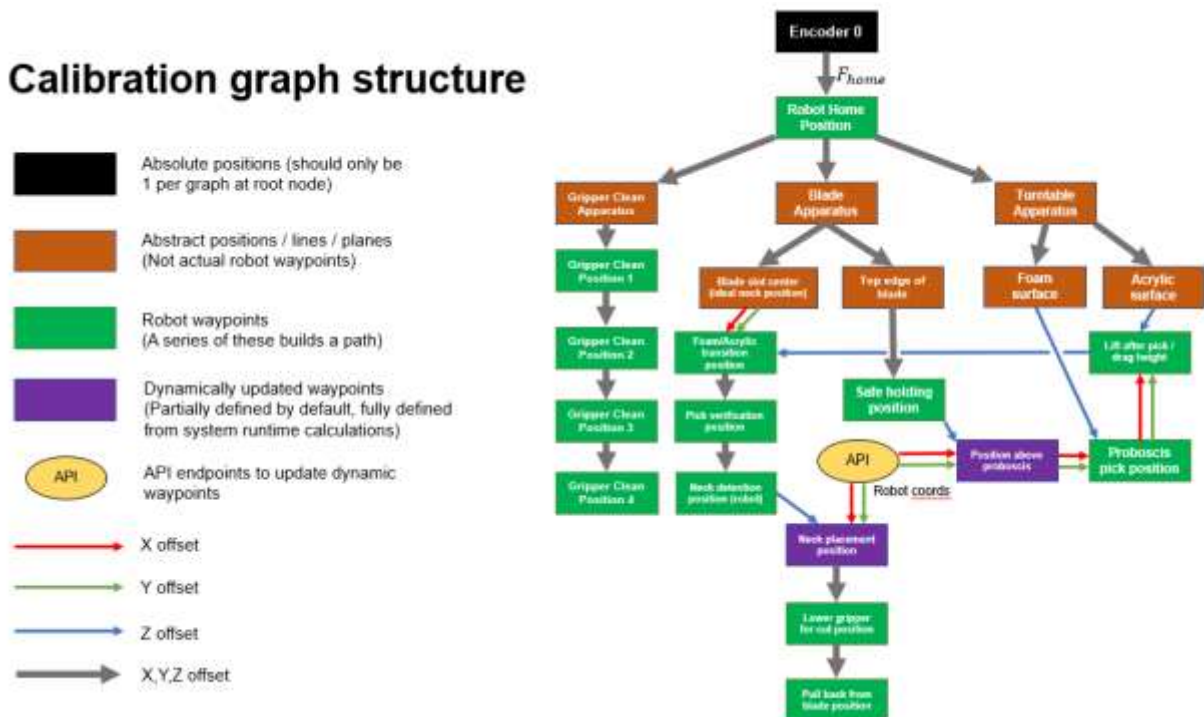 Calibration graph structure
Absolute positions (should only be
1 per graph at root node)
Abstract positions / lines / planes
(Not actual robot waypoints)
Robot waypoints
(A series of these builds a path)
Dynamically updated waypoints
(Partially defined by default, fully defined
from system runtime calculations)
API
API endpoints to update dynamic
waypoints
X offset
Y offset
Z offset
X,Y,Z offset
Encoder 0
F_home
Robot Home
Position
Gripper Clean
Apparatus
Blade
Apparatus
Turntable
Apparatus
Gripper Clean
Position 1
Blade slot center
(ideal neck position)
Top edge of
blade
Foam
surface
Acrylic
surface
Gripper Clean
Position 2
Foam/Acrylic
transition
position
Lift after pick /
drag height
Gripper Clean
Position 3
Pick verification
position
Safe holding
position
Gripper Clean
Position 4
Neck detection
position (robot)
API
Robot coords
Position above
proboscis
Proboscis
pick position
Neck placement
position
Lower gripper
for cut position
Pull back from
blade position